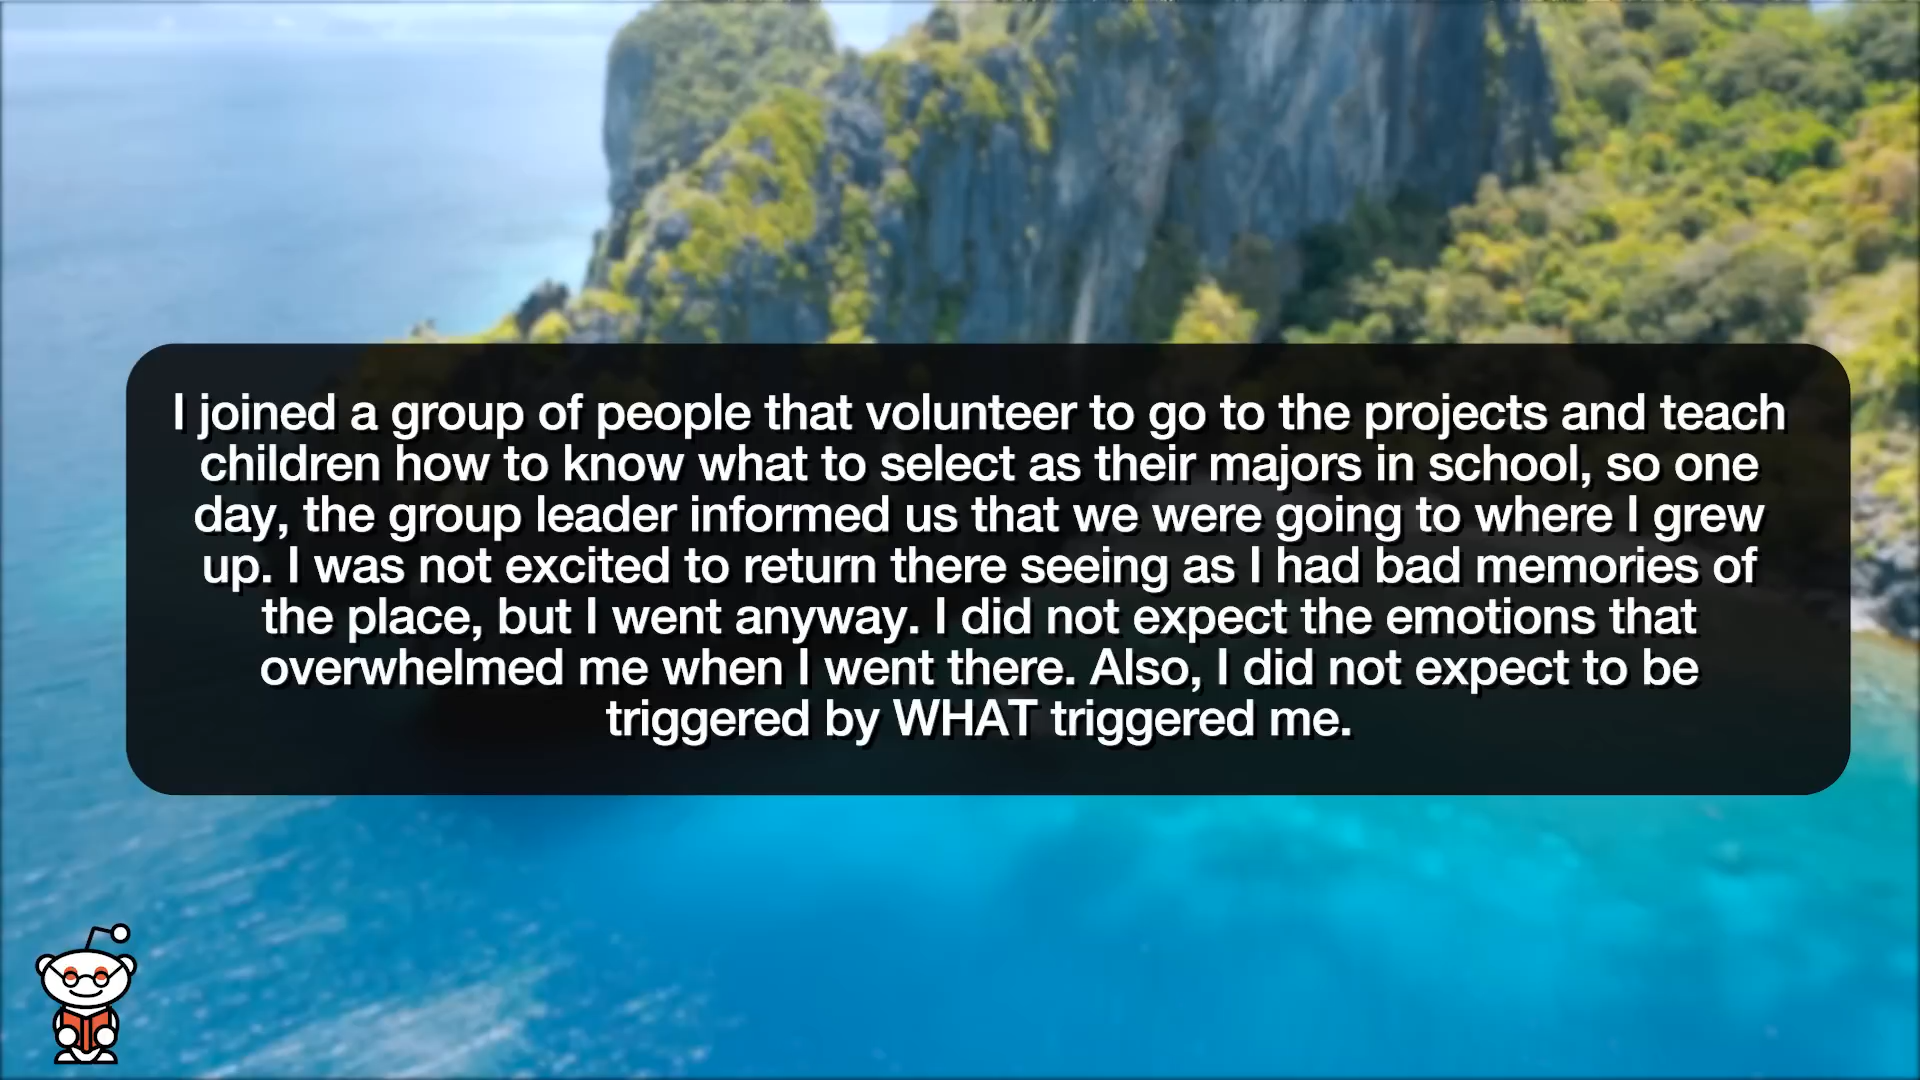 I joined a group of people that volunteer to go to the projects and teach
children how to know what to select as their majors in school, so one
day, the group leader informed us that we were going to where I grew
up. I was not excited to return there seeing as I had bad memories of
the place, but I went anyway. I did not expect the emotions that
overwhelmed me when I went there. Also, I did not expect to be
triggered by WHAT triggered me.